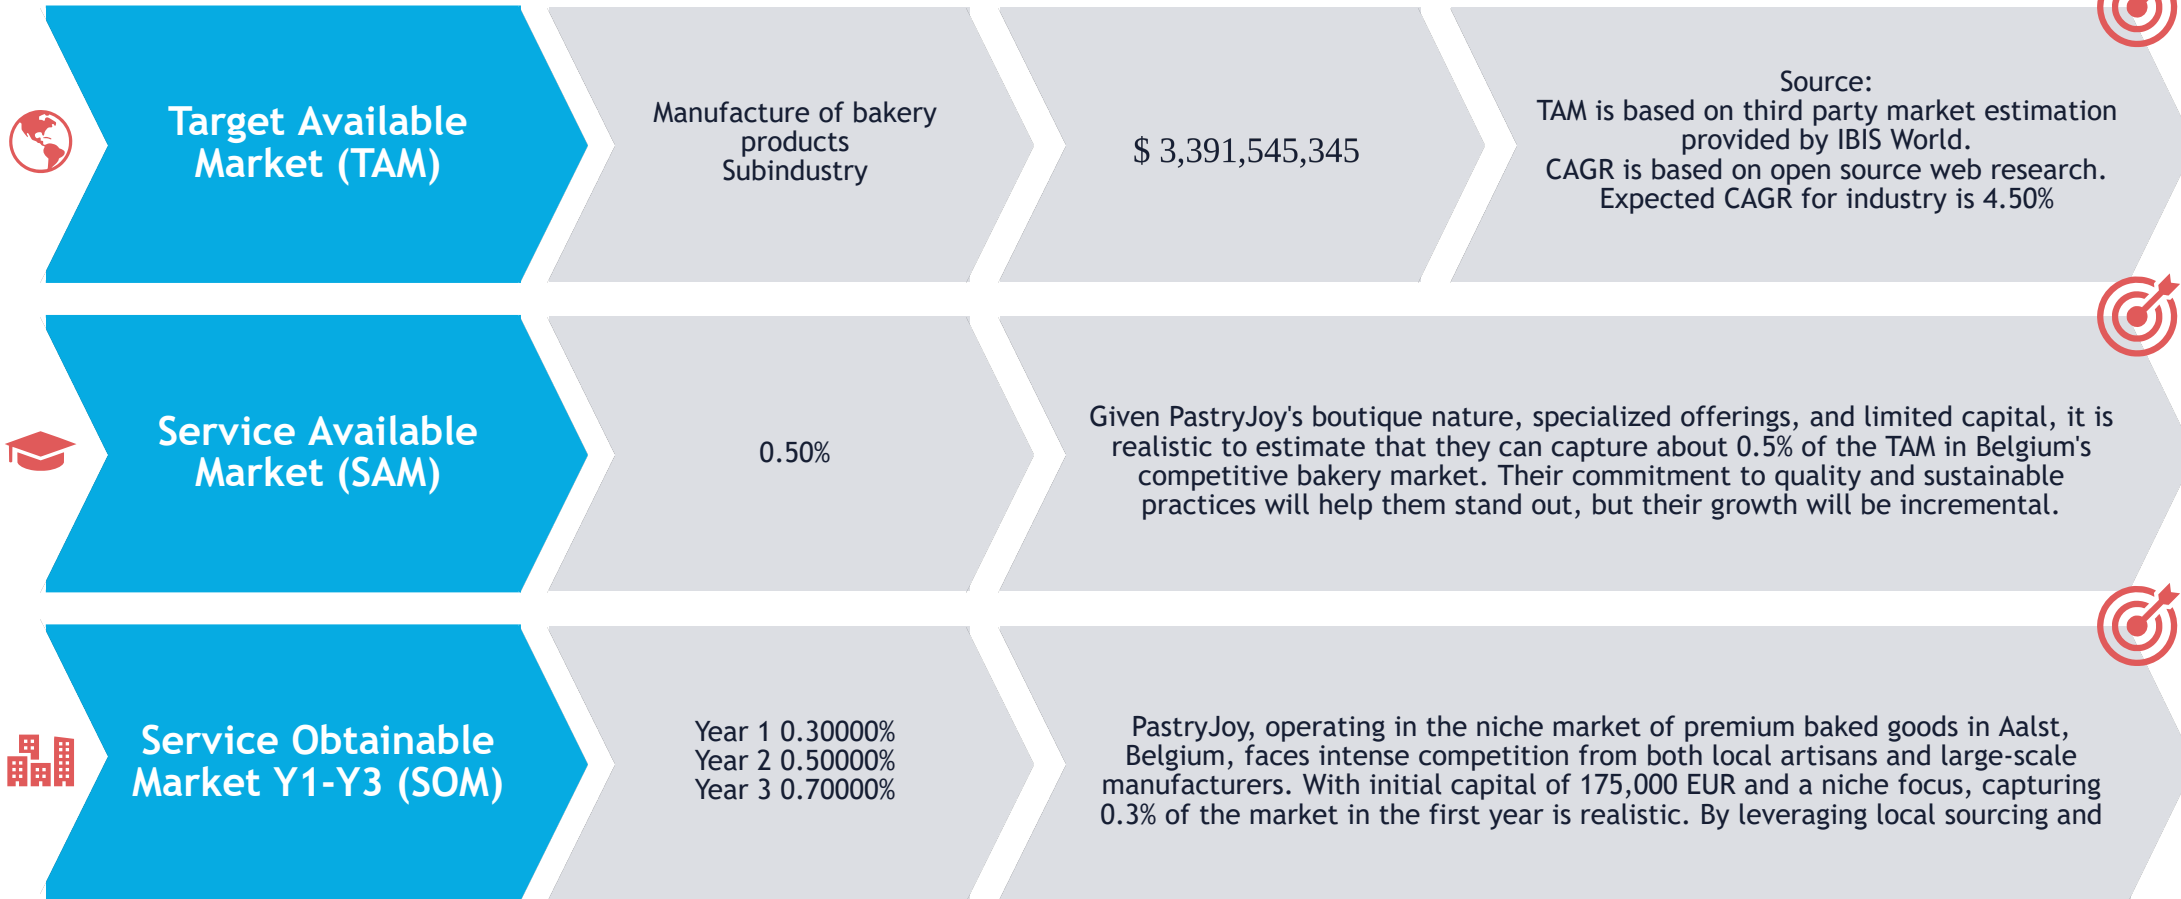 Target Available
Market (TAM)
Manufacture of bakery
products
Subindustry
$ 3,391,545,345
Source:
TAM is based on third party market estimation
provided by IBIS World.
CAGR is based on open source web research.
Expected CAGR for industry is 4.50%
Service Available
Market (SAM)
0.50%
Given PastryJoy's boutique nature, specialized offerings, and limited capital, it is
realistic to estimate that they can capture about 0.5% of the TAM in Belgium's
competitive bakery market. Their commitment to quality and sustainable
practices will help them stand out, but their growth will be incremental.
Service Obtainable
Market Y1-Y3 (SOM)
Year 1 0.30000%
Year 2 0.50000%
Year 3 0.70000%
PastryJoy, operating in the niche market of premium baked goods in Aalst,
Belgium, faces intense competition from both local artisans and large-scale
manufacturers. With initial capital of 175,000 EUR and a niche focus, capturing
0.3% of the market in the first year is realistic. By leveraging local sourcing and